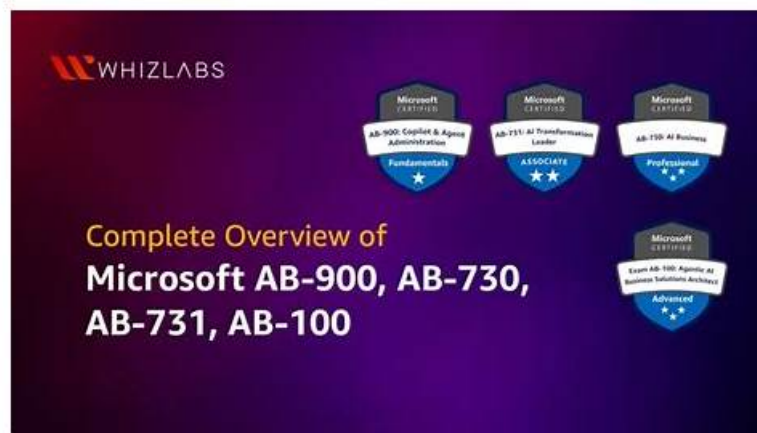 WHIZLABS
Microsoft
CERTIFIED
AB-900: Copilot & Agent
Administration
Fundamentals
Microsoft
CERTIFIED
AB-731: AI Transformation
Leader
ASSOCIATE
Microsoft
CERTIFIED
AB-730: AI Business
Professional
Complete Overview of
Microsoft AB-900, AB-730,
AB-731, AB-100
Microsoft
CERTIFIED
Exam AB-100: Agentic AI
Business Solutions Architect
Advanced